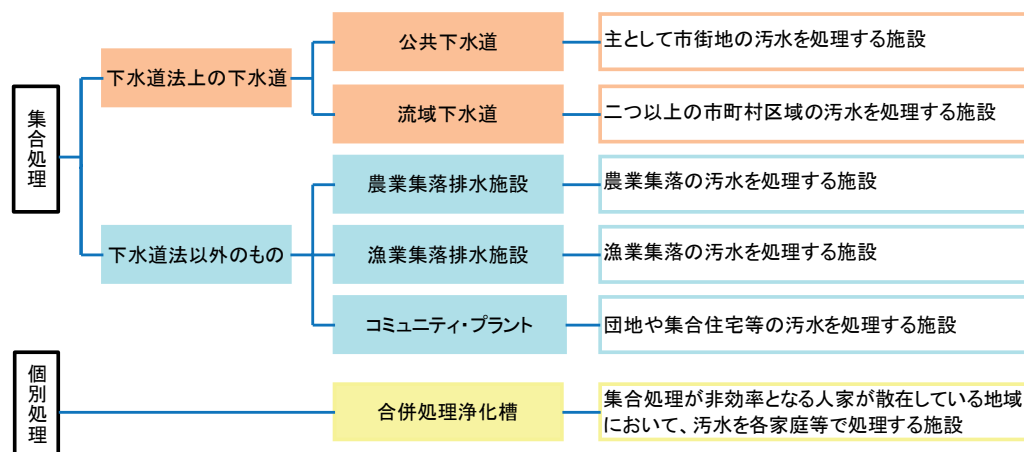 集合処理
下水道法上の下水道
公共下水道
主として市街地の汚水を処理する施設
流域下水道
二つ以上の市町村区域の汚水を処理する施設
下水道法以外のもの
農業集落排水施設
農業集落の汚水を処理する施設
漁業集落排水施設
漁業集落の汚水を処理する施設
コミュニティ・プラント
団地や集合住宅等の汚水を処理する施設
個別処理
合併処理浄化槽
集合処理が非効率となる人家が散在している地域
において、汚水を各家庭等で処理する施設